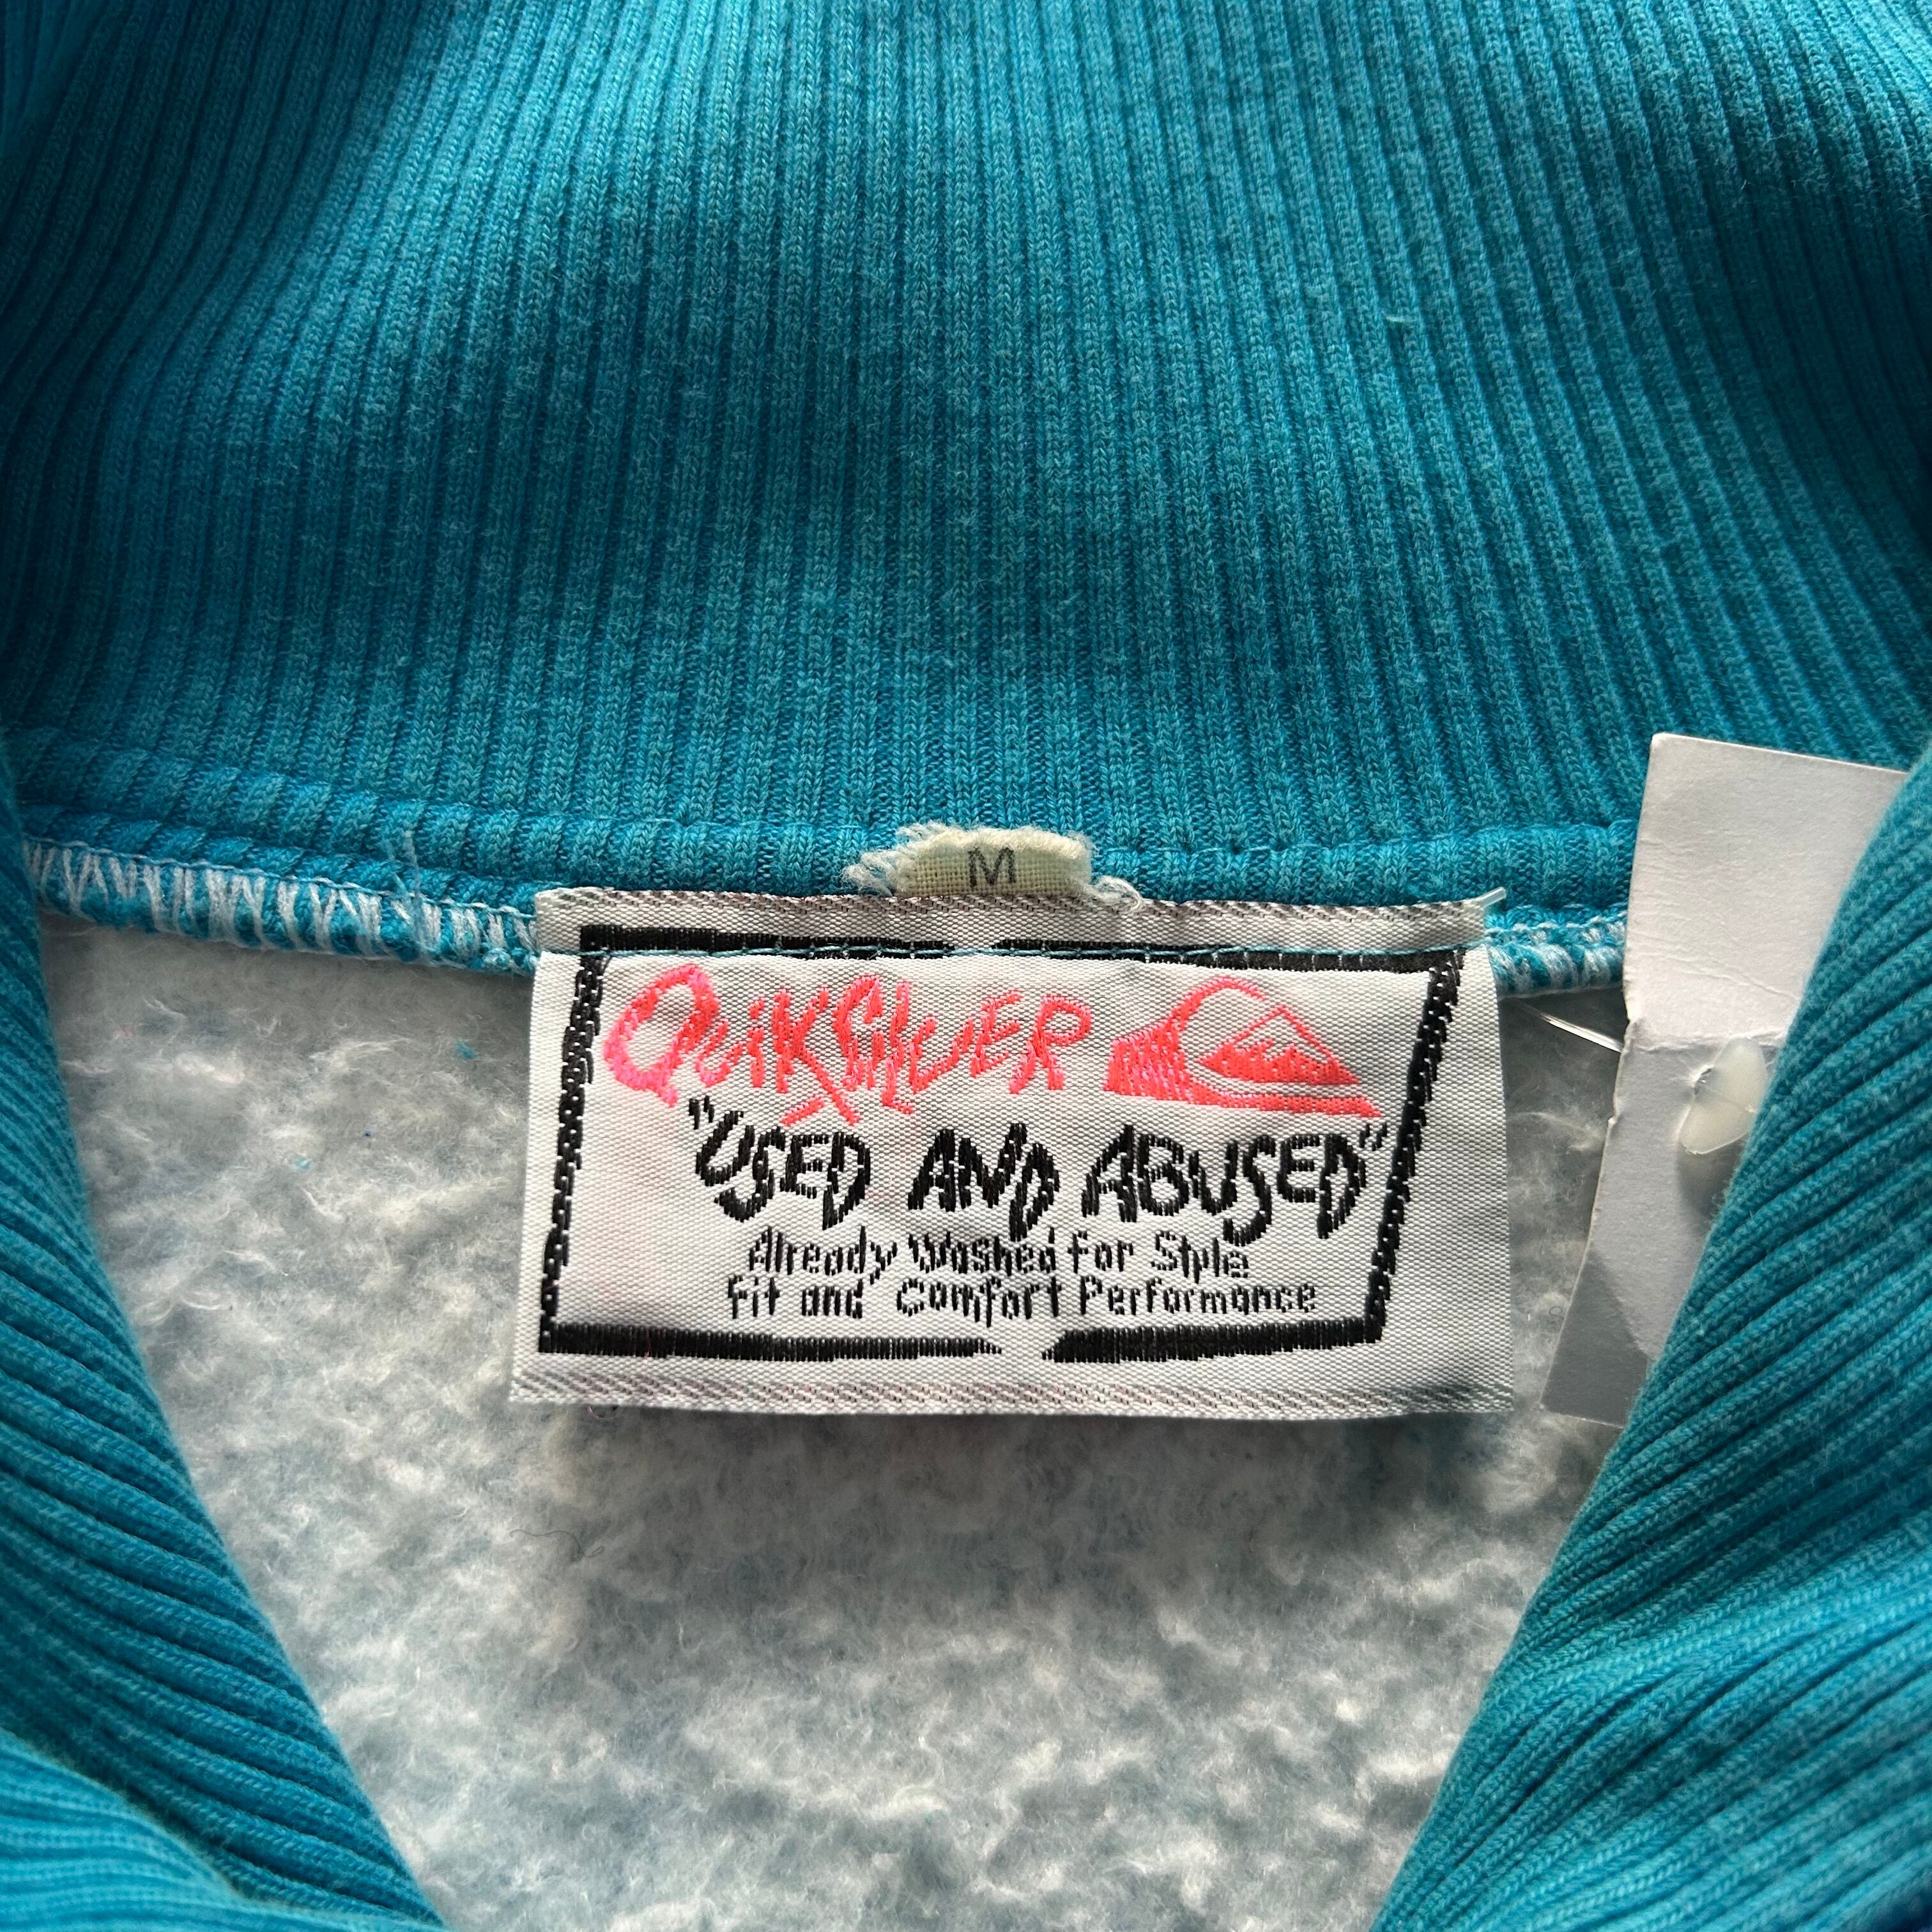 M
QuikSilver
"USED AND ABUSED"
Already Washed For Style
Fit and Comfort Performance